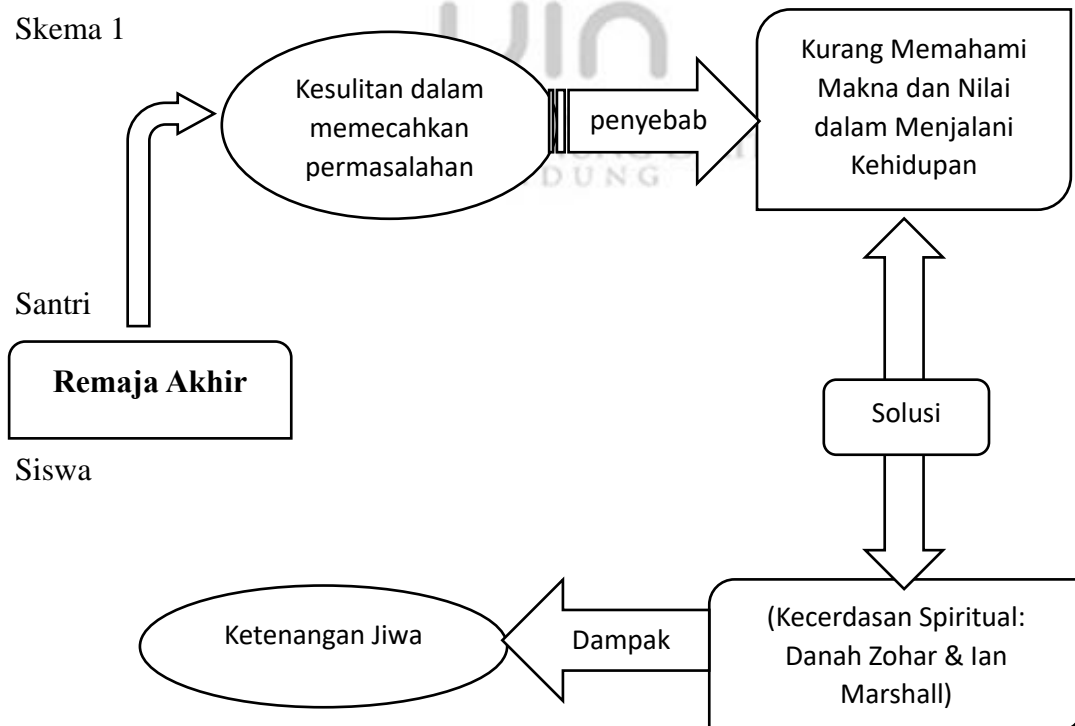 Skema 1
uin
Kesulitan dalam
memecahkan
permasalahan
penyebab
Kurang Memahami
Makna dan Nilai
dalam Menjalani
Kehidupan
Santri
Remaja Akhir
Siswa
Solusi
Ketenangan Jiwa
Dampak
(Kecerdasan Spiritual:
Danah Zohar & Ian
Marshall)